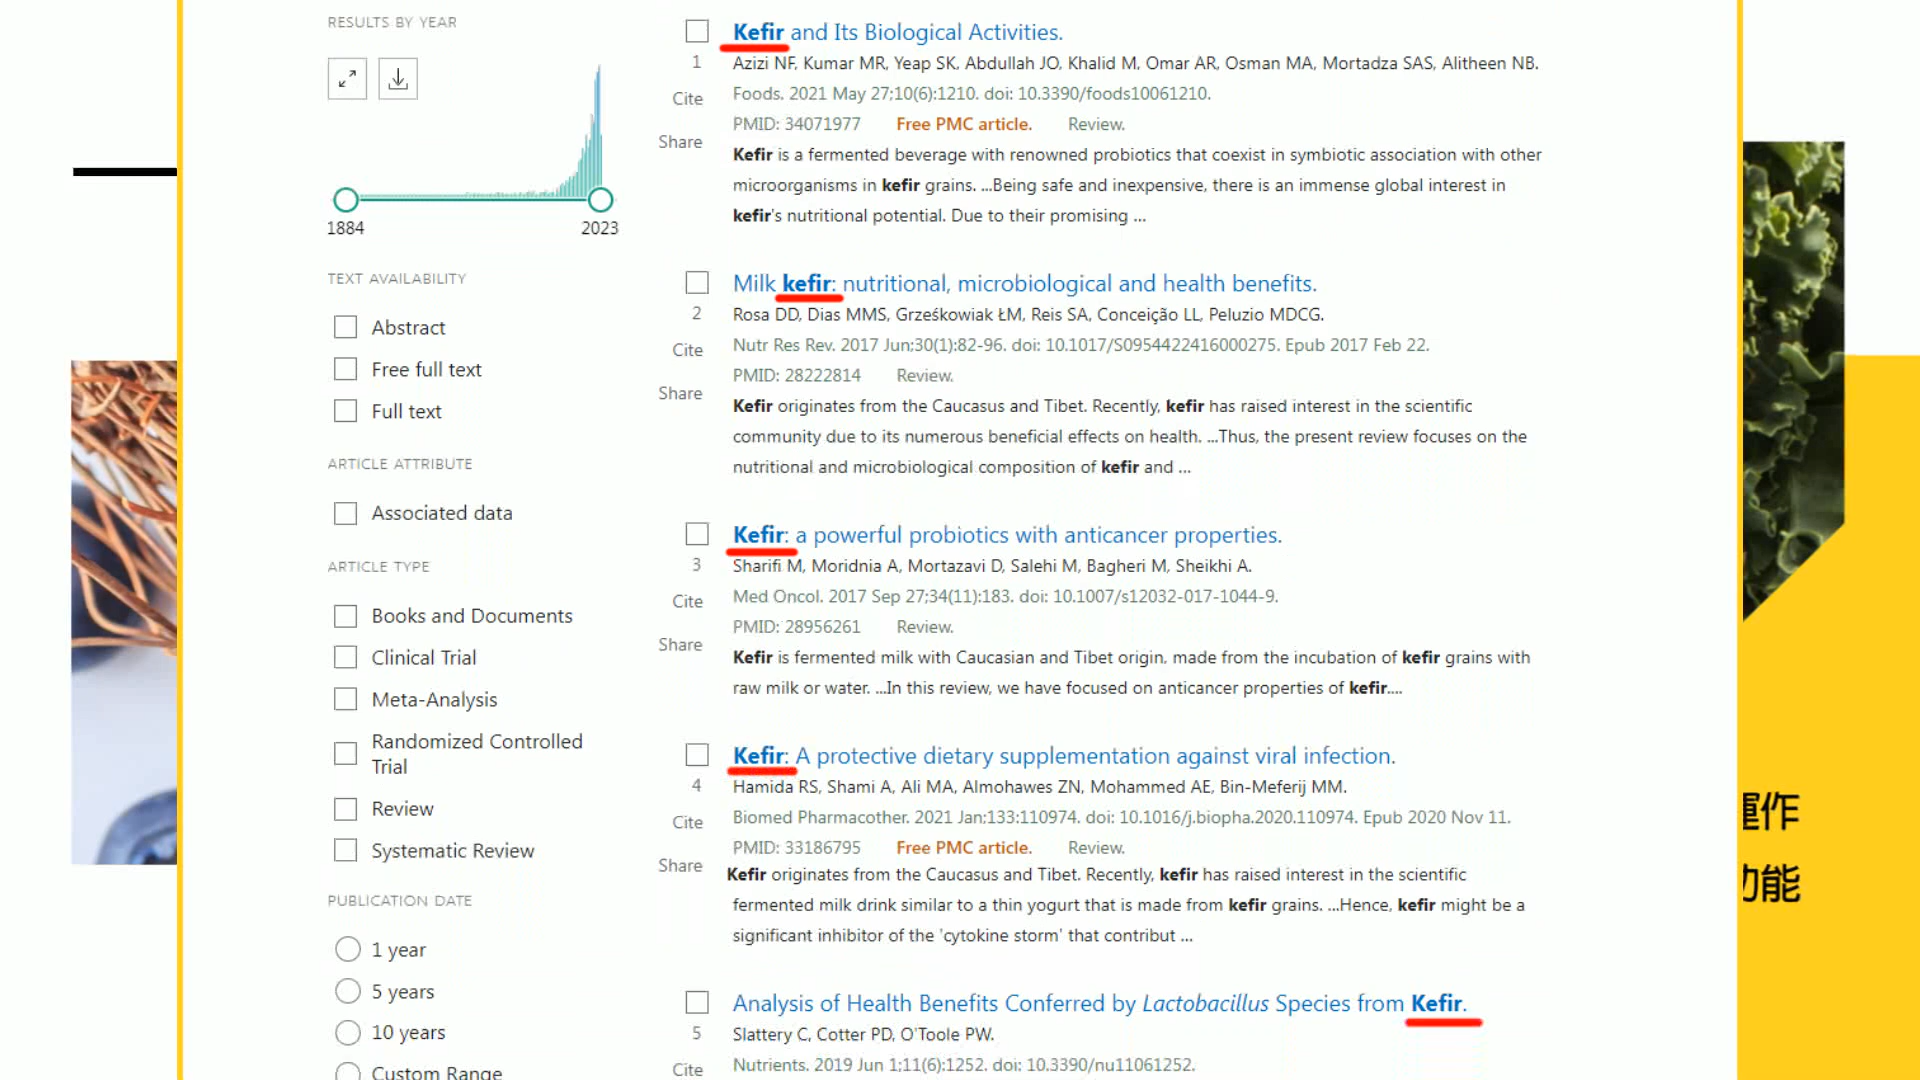 RESULTS BY YEAR
1884
2023
TEXT AVAILABILITY
Abstract
Free full text
Full text
ARTICLE ATTRIBUTE
Associated data
ARTICLE TYPE
Books and Documents
Clinical Trial
Meta-Analysis
Randomized Controlled
Trial
Review
Systematic Review
PUBLICATION DATE
1 year
5 years
10 years
Custom Range
Kefir and Its Biological Activities.
1
Azizi NF, Kumar MR, Yeap SK, Abdullah JO, Khalid M, Omar AR, Osman MA, Mortadza SAS, Alitheen NB.
Cite
Foods. 2021 May 27;10(6):1210. doi: 10.3390/foods10061210.
PMID: 34071977 Free PMC article. Review.
Share
Kefir is a fermented beverage with renowned probiotics that coexist in symbiotic association with other
microorganisms in kefir grains. ...Being safe and inexpensive, there is an immense global interest in
kefir's nutritional potential. Due to their promising ...
Milk kefir: nutritional, microbiological and health benefits.
2
Rosa DD, Dias MMS, Grześkowiak ŁM, Reis SA, Conceição LL, Peluzio MDCG.
Cite
Nutr Res Rev. 2017 Jun;30(1):82-96. doi: 10.1017/S0954422416000275. Epub 2017 Feb 22.
PMID: 28222814 Review.
Share
Kefir originates from the Caucasus and Tibet. Recently, kefir has raised interest in the scientific
community due to its numerous beneficial effects on health. ...Thus, the present review focuses on the
nutritional and microbiological composition of kefir and ...
Kefir: a powerful probiotics with anticancer properties.
3
Sharifi M, Moridnia A, Mortazavi D, Salehi M, Bagheri M, Sheikhi A.
Cite
Med Oncol. 2017 Sep 27;34(11):183. doi: 10.1007/s12032-017-1044-9.
PMID: 28956261 Review.
Share
Kefir is fermented milk with Caucasian and Tibet origin, made from the incubation of kefir grains with
raw milk or water. ...In this review, we have focused on anticancer properties of kefir....
Kefir: A protective dietary supplementation against viral infection.
4
Hamida RS, Shami A, Ali MA, Almohawes ZN, Mohammed AE, Bin-Meferij MM.
Cite
Biomed Pharmacother. 2021 Jan;133:110974. doi: 10.1016/j.biopha.2020.110974. Epub 2020 Nov 11.
PMID: 33186795 Free PMC article. Review.
Share
Kefir originates from the Caucasus and Tibet. Recently, kefir has raised interest in the scientific
fermented milk drink similar to a thin yogurt that is made from kefir grains. ...Hence, kefir might be a
significant inhibitor of the 'cytokine storm' that contribut ...
Analysis of Health Benefits Conferred by Lactobacillus Species from Kefir.
5
Slattery C, Cotter PD, O'Toole PW.
Cite
Nutrients. 2019 Jun 1;11(6):1252. doi: 10.3390/nu11061252.
運作
功能